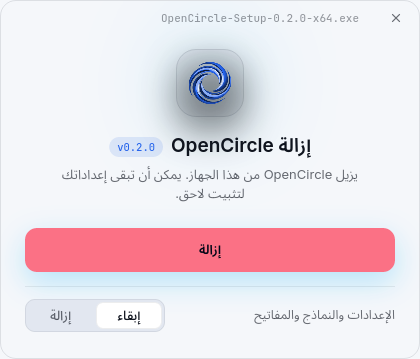 OpenCircle-Setup-0.2.0-x64.exe
إزالة OpenCircle v0.2.0
يزيل OpenCircle من هذا الجهاز. يمكن أن تبقى إعداداتك
لتثبيت لاحق.
إزالة
الإعدادات والنماذج والمفاتيح
إبقاء
إزالة